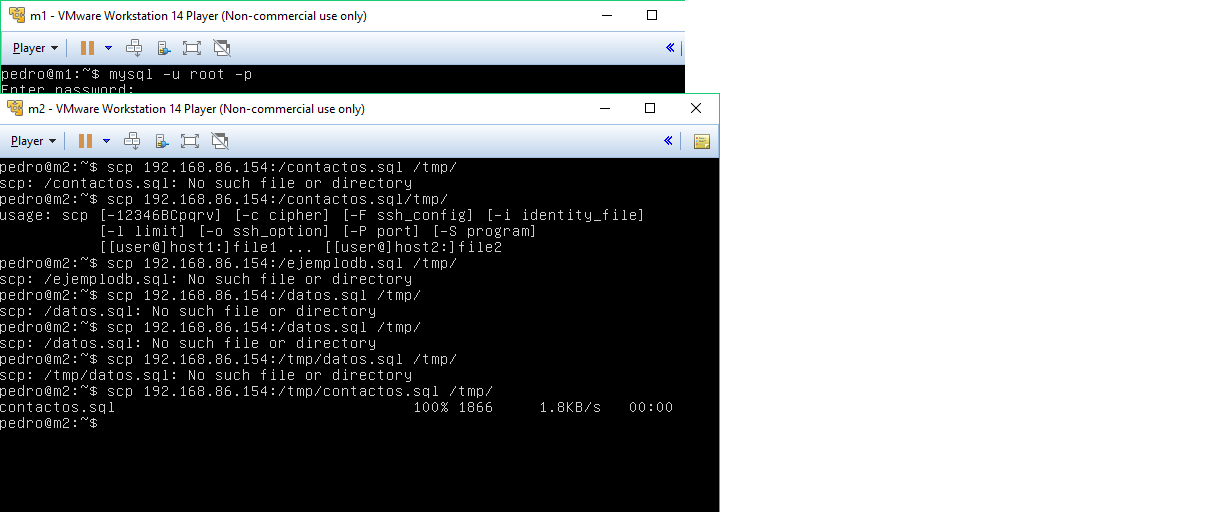 m1 - VMware Workstation 14 Player (Non-commercial use only)
Player
pedro@m1:~$ mysql -u root -p
Enter password:
m2 - VMware Workstation 14 Player (Non-commercial use only)
Player
pedro@m2:~$ scp 192.168.86.154:/contactos.sql /tmp/
scp: /contactos.sql: No such file or directory
pedro@m2:~$ scp 192.168.86.154:/contactos.sql/tmp/
usage: scp [-12346BCpqrv] [-c cipher] [-F ssh_config] [-i identity_file]
[-l limit] [-o ssh_option] [-P port] [-S program]
[[user@]host1:]file1 ... [[user@]host2:]file2
pedro@m2:~$ scp 192.168.86.154:/ejemplodb.sql /tmp/
scp: /ejemplodb.sql: No such file or directory
pedro@m2:~$ scp 192.168.86.154:/datos.sql /tmp/
scp: /datos.sql: No such file or directory
pedro@m2:~$ scp 192.168.86.154:/datos.sql /tmp/
scp: /datos.sql: No such file or directory
pedro@m2:~$ scp 192.168.86.154:/tmp/datos.sql /tmp/
scp: /tmp/datos.sql: No such file or directory
pedro@m2:~$ scp 192.168.86.154:/tmp/contactos.sql /tmp/
contactos.sql 100% 1866 1.8KB/s 00:00
pedro@m2:~$